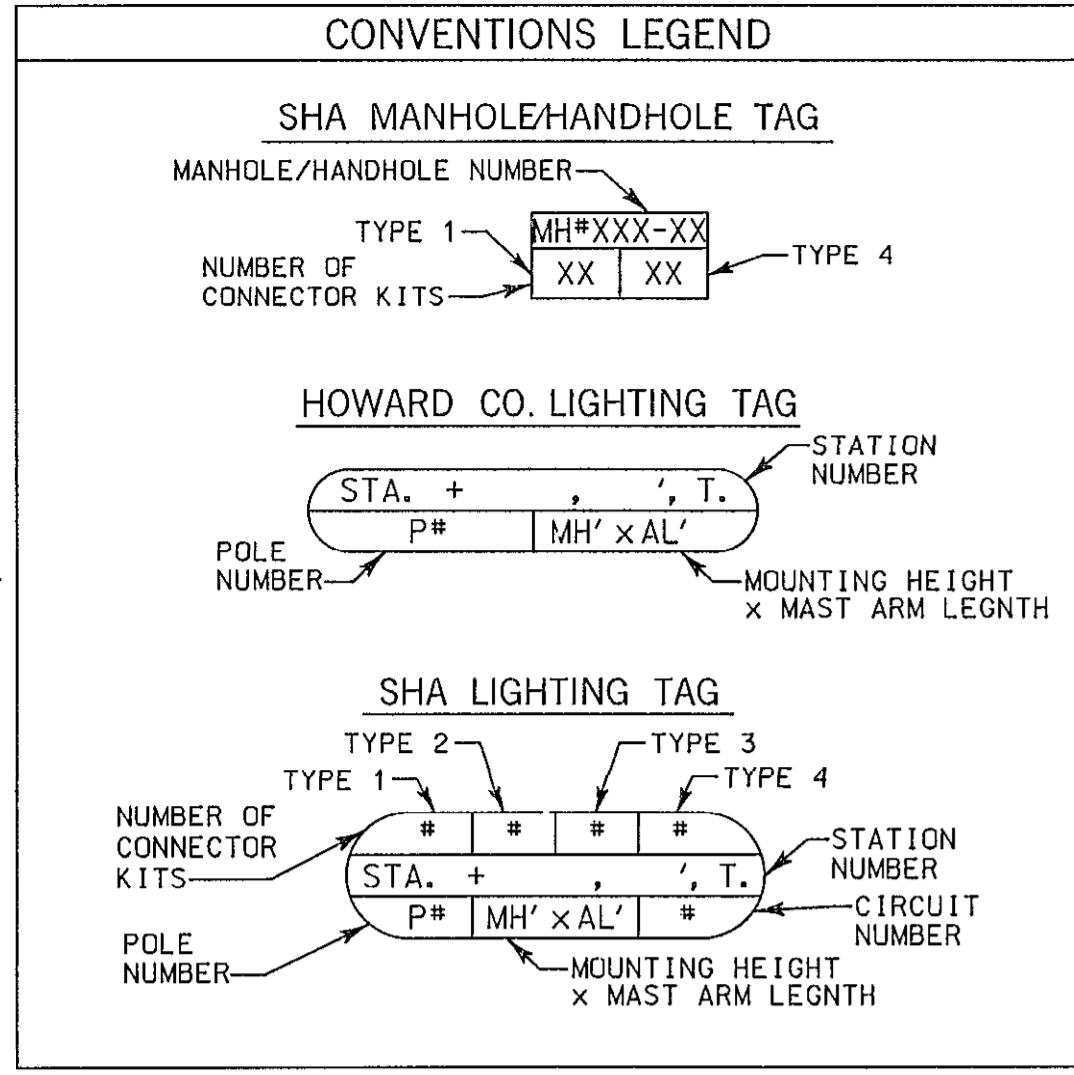 CONVENTIONS LEGEND
SHA MANHOLE/HANDHOLE TAG
MANHOLE/HANDHOLE NUMBER
MH#XXX-XX
TYPE 1
TYPE 4
XX XX
NUMBER OF
CONNECTOR KITS
HOWARD CO. LIGHTING TAG
STATION
NUMBER
STA. + , ', T.
P# MH' x AL'
POLE
NUMBER
MOUNTING HEIGHT
x MAST ARM LEGNTH
SHA LIGHTING TAG
TYPE 2
TYPE 3
TYPE 1
TYPE 4
NUMBER OF
CONNECTOR
KITS
# # # #
STATION
NUMBER
STA. + , ', T.
P# MH' x AL' #
CIRCUIT
NUMBER
POLE
NUMBER
MOUNTING HEIGHT
x MAST ARM LEGNTH